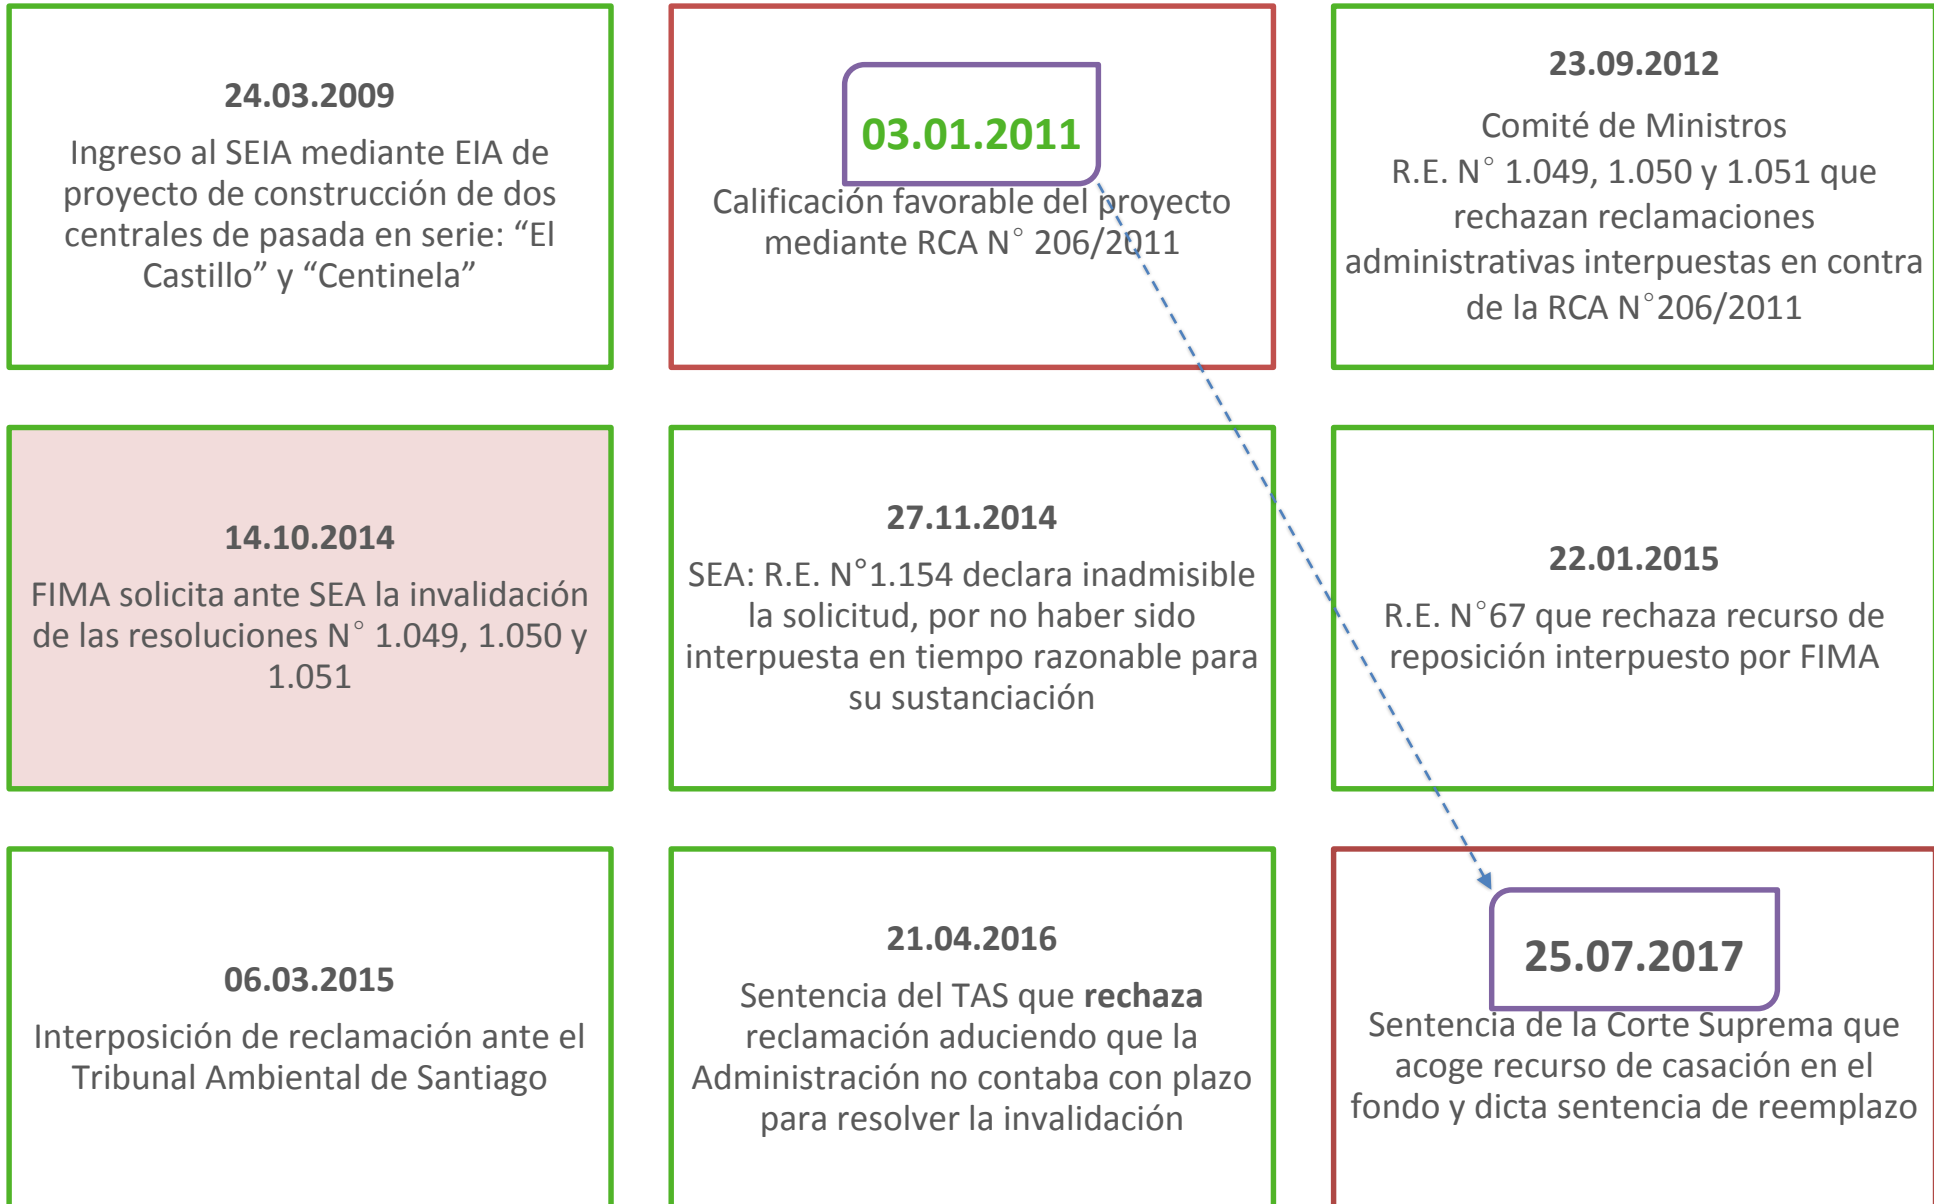 24.03.2009
Ingreso al SEIA mediante EIA de
proyecto de construcción de dos
centrales de pasada en serie: “El
Castillo” y “Centinela”
03.01.2011
Calificación favorable del proyecto
mediante RCA N° 206/2011
23.09.2012
Comité de Ministros
R.E. N° 1.049, 1.050 y 1.051 que
rechazan reclamaciones
administrativas interpuestas en contra
de la RCA N°206/2011
14.10.2014
FIMA solicita ante SEA la invalidación
de las resoluciones N° 1.049, 1.050 y
1.051
27.11.2014
SEA: R.E. N°1.154 declara inadmisible
la solicitud, por no haber sido
interpuesta en tiempo razonable para
su sustanciación
22.01.2015
R.E. N°67 que rechaza recurso de
reposición interpuesto por FIMA
06.03.2015
Interposición de reclamación ante el
Tribunal Ambiental de Santiago
21.04.2016
Sentencia del TAS que rechaza
reclamación aduciendo que la
Administración no contaba con plazo
para resolver la invalidación
25.07.2017
Sentencia de la Corte Suprema que
acoge recurso de casación en el
fondo y dicta sentencia de reemplazo